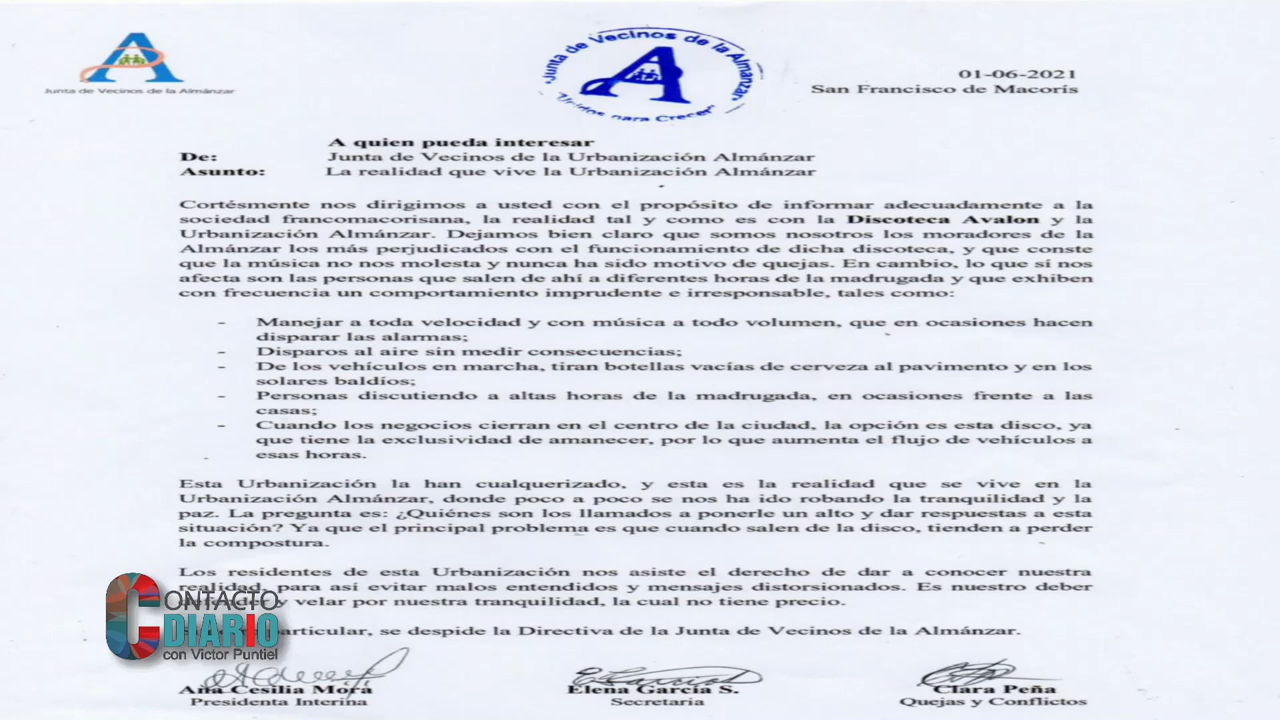 Junta de Vecinos de la Almánzar
Junta de Vecinos de la Almánzar
"Unidos para Crecer"
01-06-2021
San Francisco de Macorís
A quien pueda interesar
De: Junta de Vecinos de la Urbanización Almánzar
Asunto: La realidad que vive la Urbanización Almánzar
Cortésmente nos dirigimos a usted con el propósito de informar adecuadamente a la
sociedad francomacorisana, la realidad tal y como es con la Discoteca Avalon y la
Urbanización Almánzar. Dejamos bien claro que somos nosotros los moradores de la
Almánzar los más perjudicados con el funcionamiento de dicha discoteca, y que conste
que la música no nos molesta y nunca ha sido motivo de quejas. En cambio, lo que sí nos
afecta son las personas que salen de ahí a diferentes horas de la madrugada y que exhiben
con frecuencia un comportamiento imprudente e irresponsable, tales como:
- Manejar a toda velocidad y con música a todo volumen, que en ocasiones hacen
disparar las alarmas;
- Disparos al aire sin medir consecuencias;
- De los vehículos en marcha, tiran botellas vacías de cerveza al pavimento y en los
solares baldíos;
- Personas discutiendo a altas horas de la madrugada, en ocasiones frente a las
casas;
- Cuando los negocios cierran en el centro de la ciudad, la opción es esta disco, ya
que tiene la exclusividad de amanecer, por lo que aumenta el flujo de vehículos a
esas horas.
Esta Urbanización la han cualquerizado, y esta es la realidad que se vive en la
Urbanización Almánzar, donde poco a poco se nos ha ido robando la tranquilidad y la
paz. La pregunta es: ¿Quiénes son los llamados a ponerle un alto y dar respuestas a esta
situación? Ya que el principal problema es que cuando salen de la disco, tienden a perder
la compostura.
Los residentes de esta Urbanización nos asiste el derecho de dar a conocer nuestra
realidad, para así evitar malos entendidos y mensajes distorsionados. Es nuestro deber
y velar por nuestra tranquilidad, la cual no tiene precio.
particular, se despide la Directiva de la Junta de Vecinos de la Almánzar.
CONTACTO
DIARIO
con Victor Puntiel
Ana Cesilia Mora
Presidenta Interina
Elena García S.
Secretaria
Clara Peña
Quejas y Conflictos